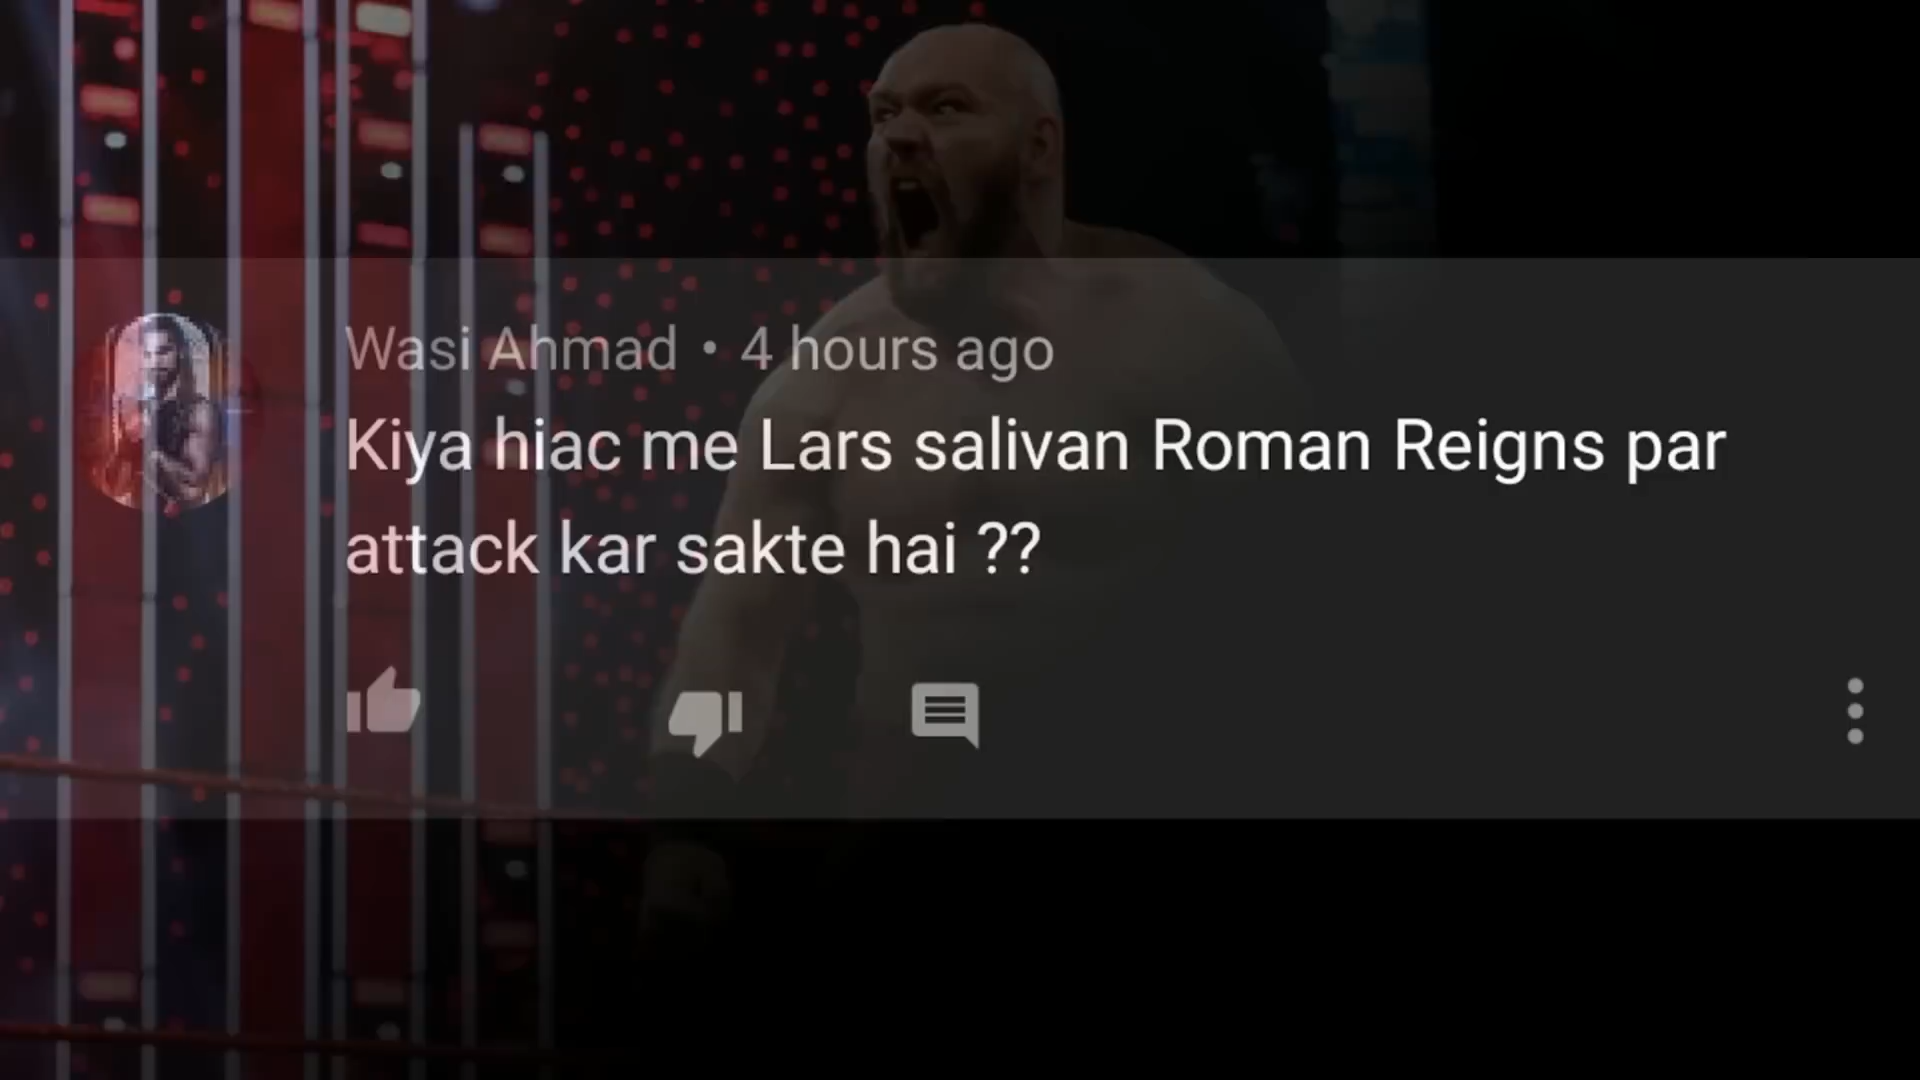 Wasi Ahmad • 4 hours ago
Kiya hiac me Lars salivan Roman Reigns par
attack kar sakte hai ??